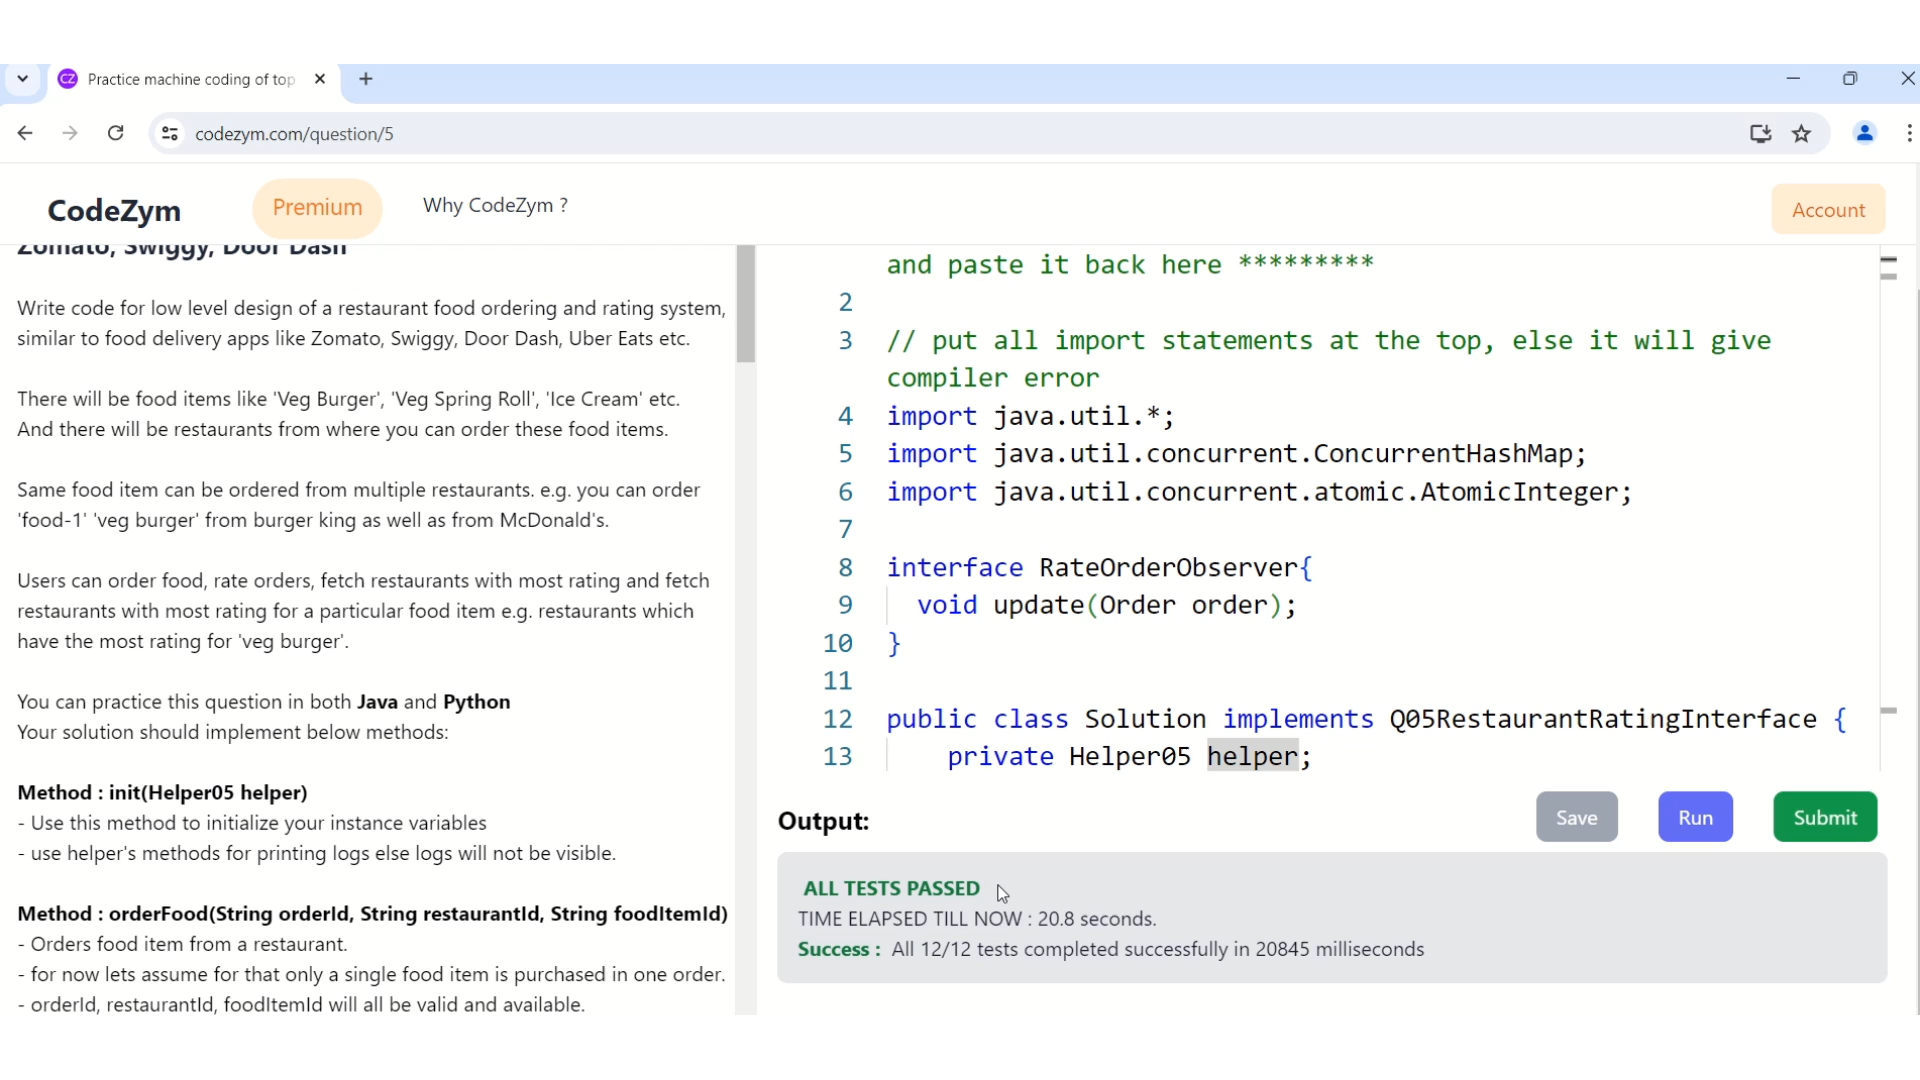 Practice machine coding of top
codezym.com/question/5
CodeZym
Premium
Why CodeZym ?
Account
Zomato, Swiggy, Door Dash
Write code for low level design of a restaurant food ordering and rating system,
similar to food delivery apps like Zomato, Swiggy, Door Dash, Uber Eats etc.
There will be food items like 'Veg Burger', 'Veg Spring Roll', 'Ice Cream' etc.
And there will be restaurants from where you can order these food items.
Same food item can be ordered from multiple restaurants. e.g. you can order
'food-1' 'veg burger' from burger king as well as from McDonald's.
Users can order food, rate orders, fetch restaurants with most rating and fetch
restaurants with most rating for a particular food item e.g. restaurants which
have the most rating for 'veg burger'.
You can practice this question in both Java and Python
Your solution should implement below methods:
Method : init(Helper05 helper)
- Use this method to initialize your instance variables
- use helper's methods for printing logs else logs will not be visible.
Method : orderFood(String orderId, String restaurantId, String foodItemId)
- Orders food item from a restaurant.
- for now lets assume for that only a single food item is purchased in one order.
- orderId, restaurantId, foodItemId will all be valid and available.
and paste it back here *********
2
3 // put all import statements at the top, else it will give
compiler error
4 import java.util.*;
5 import java.util.concurrent.ConcurrentHashMap;
6 import java.util.concurrent.atomic.AtomicInteger;
7
8 interface RateOrderObserver{
9 void update(Order order);
10 }
11
12 public class Solution implements Q05RestaurantRatingInterface {
13 private Helper05 helper;
Output:
Save
Run
Submit
ALL TESTS PASSED
TIME ELAPSED TILL NOW : 20.8 seconds.
Success : All 12/12 tests completed successfully in 20845 milliseconds